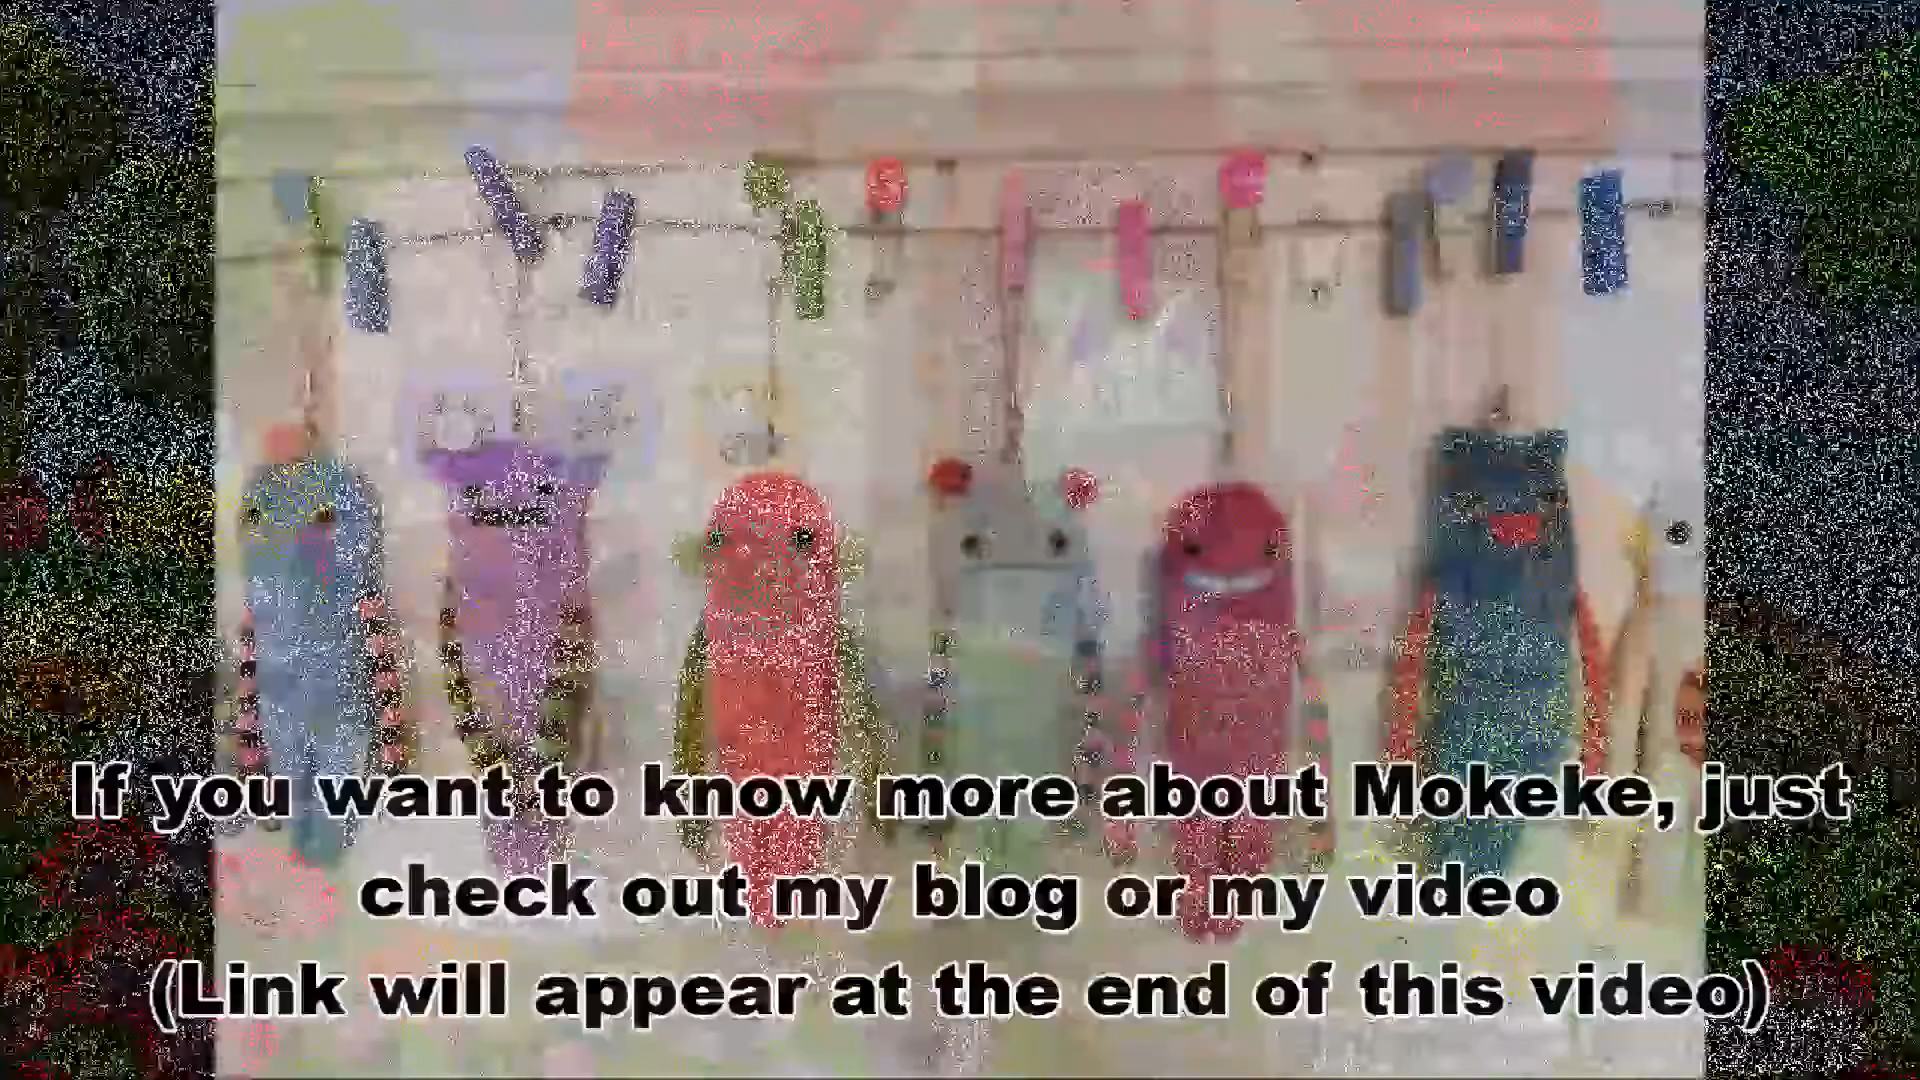 If you want to know more about Mokeke, just
check out my blog or my video
(Link will appear at the end of this video)